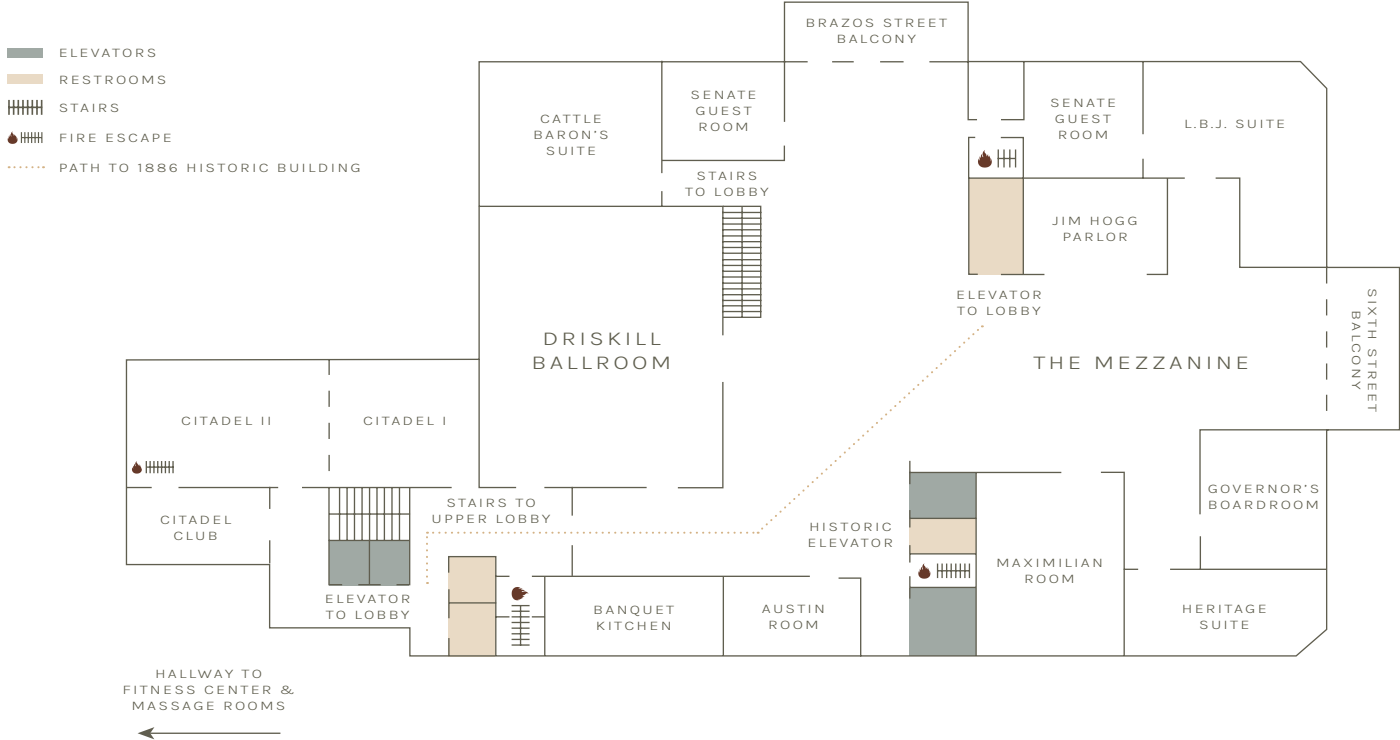 ELEVATORS
RESTROOMS
STAIRS
FIRE ESCAPE
PATH TO 1886 HISTORIC BUILDING
BRAZOS STREET
BALCONY
CATTLE
BARON'S
SUITE
SENATE
GUEST
ROOM
SENATE
GUEST
ROOM
L.B.J. SUITE
STAIRS
TO LOBBY
JIM HOGG
PARLOR
ELEVATOR
TO LOBBY
SIXTH STREET
BALCONY
DRISKILL
BALLROOM
THE MEZZANINE
CITADEL II
CITADEL I
CITADEL
CLUB
STAIRS TO
UPPER LOBBY
HISTORIC
ELEVATOR
GOVERNOR'S
BOARDROOM
MAXIMILIAN
ROOM
ELEVATOR
TO LOBBY
BANQUET
KITCHEN
AUSTIN
ROOM
HERITAGE
SUITE
HALLWAY TO
FITNESS CENTER &
MASSAGE ROOMS